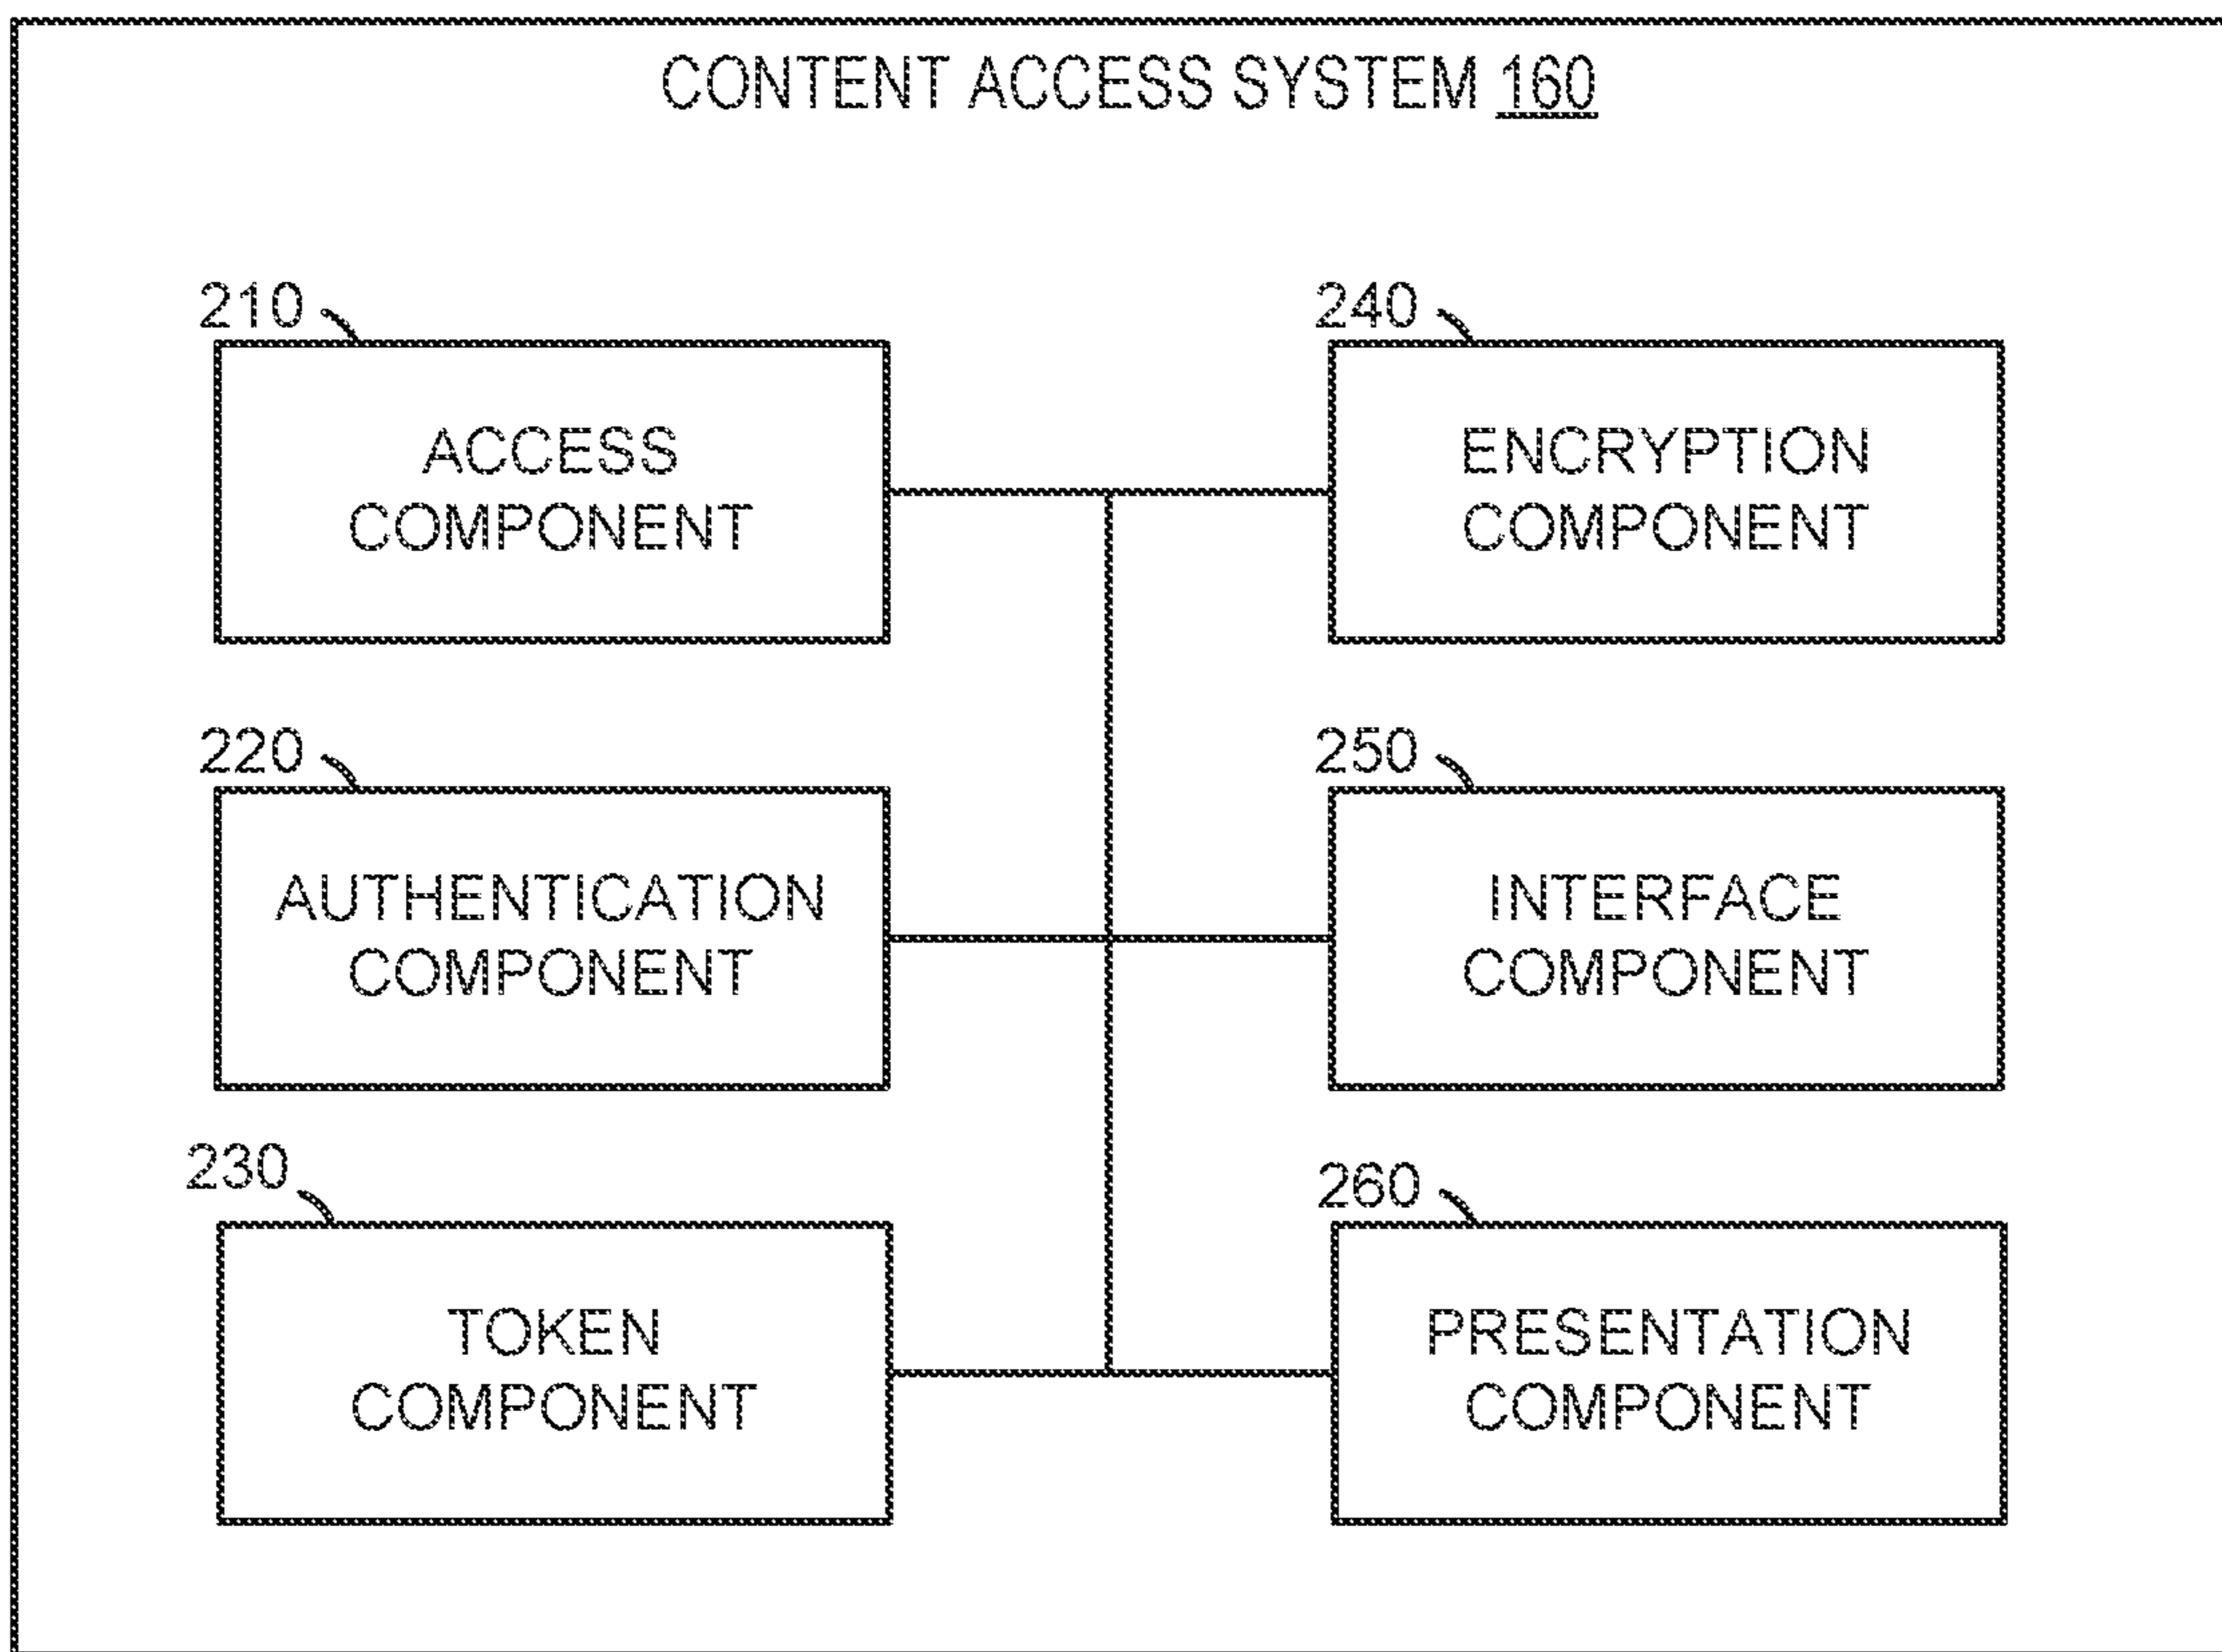 CONTENT ACCESS SYSTEM 160
210
ACCESS
COMPONENT
240
ENCRYPTION
COMPONENT
220
AUTHENTICATION
COMPONENT
250
INTERFACE
COMPONENT
230
TOKEN
COMPONENT
260
PRESENTATION
COMPONENT